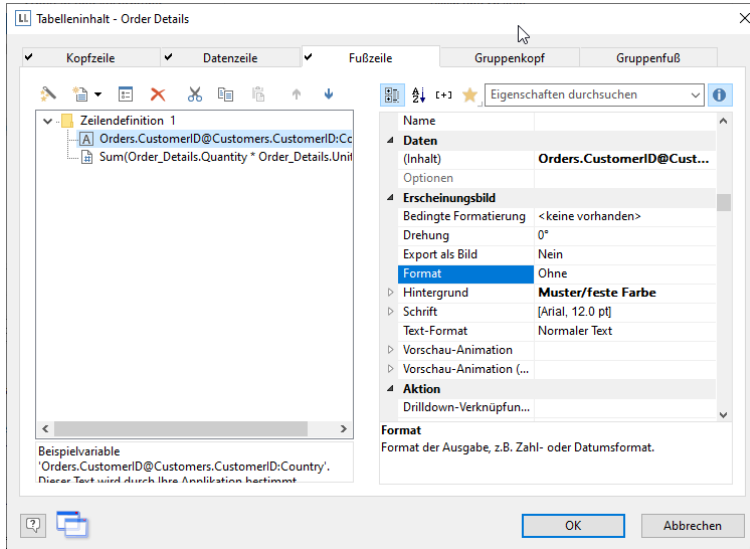 LL Tabelleninhalt - Order Details
Kopfzeile Datenzeile Fußzeile Gruppenkopf Gruppenfuß
Eigenschaften durchsuchen
Zeilendefinition 1
A Orders.CustomerID@Customers.CustomerID:Co
# Sum(Order_Details.Quantity * Order_Details.Unit
Name
Daten
(Inhalt) Orders.CustomerID@Cust...
Optionen
Erscheinungsbild
Bedingte Formatierung <keine vorhanden>
Drehung 0°
Export als Bild Nein
Format Ohne
Hintergrund Muster/feste Farbe
Schrift [Arial, 12.0 pt]
Text-Format Normaler Text
Vorschau-Animation
Vorschau-Animation (...
Aktion
Drilldown-Verknüpfun...
Beispielvariable
'Orders.CustomerID@Customers.CustomerID:Country'.
Dieser Text wird durch Ihre Applikation bestimmt
Format
Format der Ausgabe, z.B. Zahl- oder Datumsformat.
OK Abbrechen